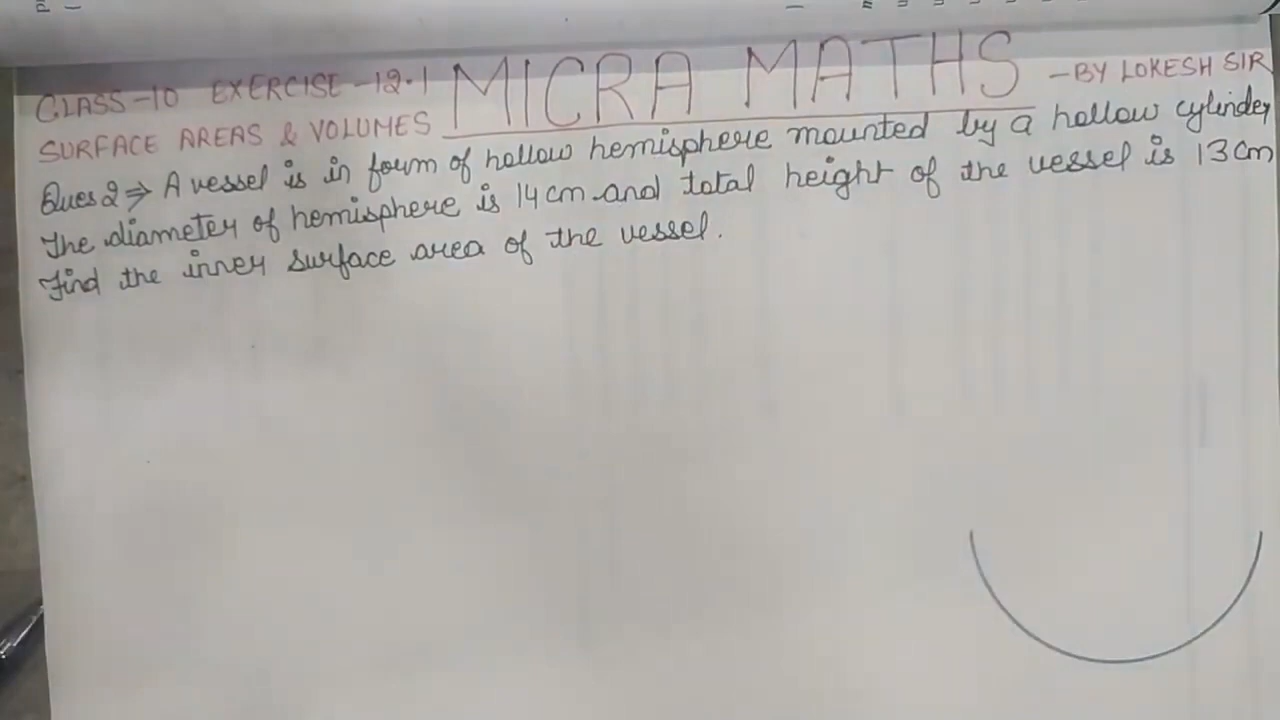 CLASS-10 EXERCISE-12.1 MICRA MATHS -BY LOKESH SIR
SURFACE AREAS & VOLUMES
Ques 2 ⇒ A vessel is in form of hollow hemisphere mounted by a hollow cylinder
The diameter of hemisphere is 14 cm and total height of the vessel is 13 cm
Find the inner surface area of the vessel.